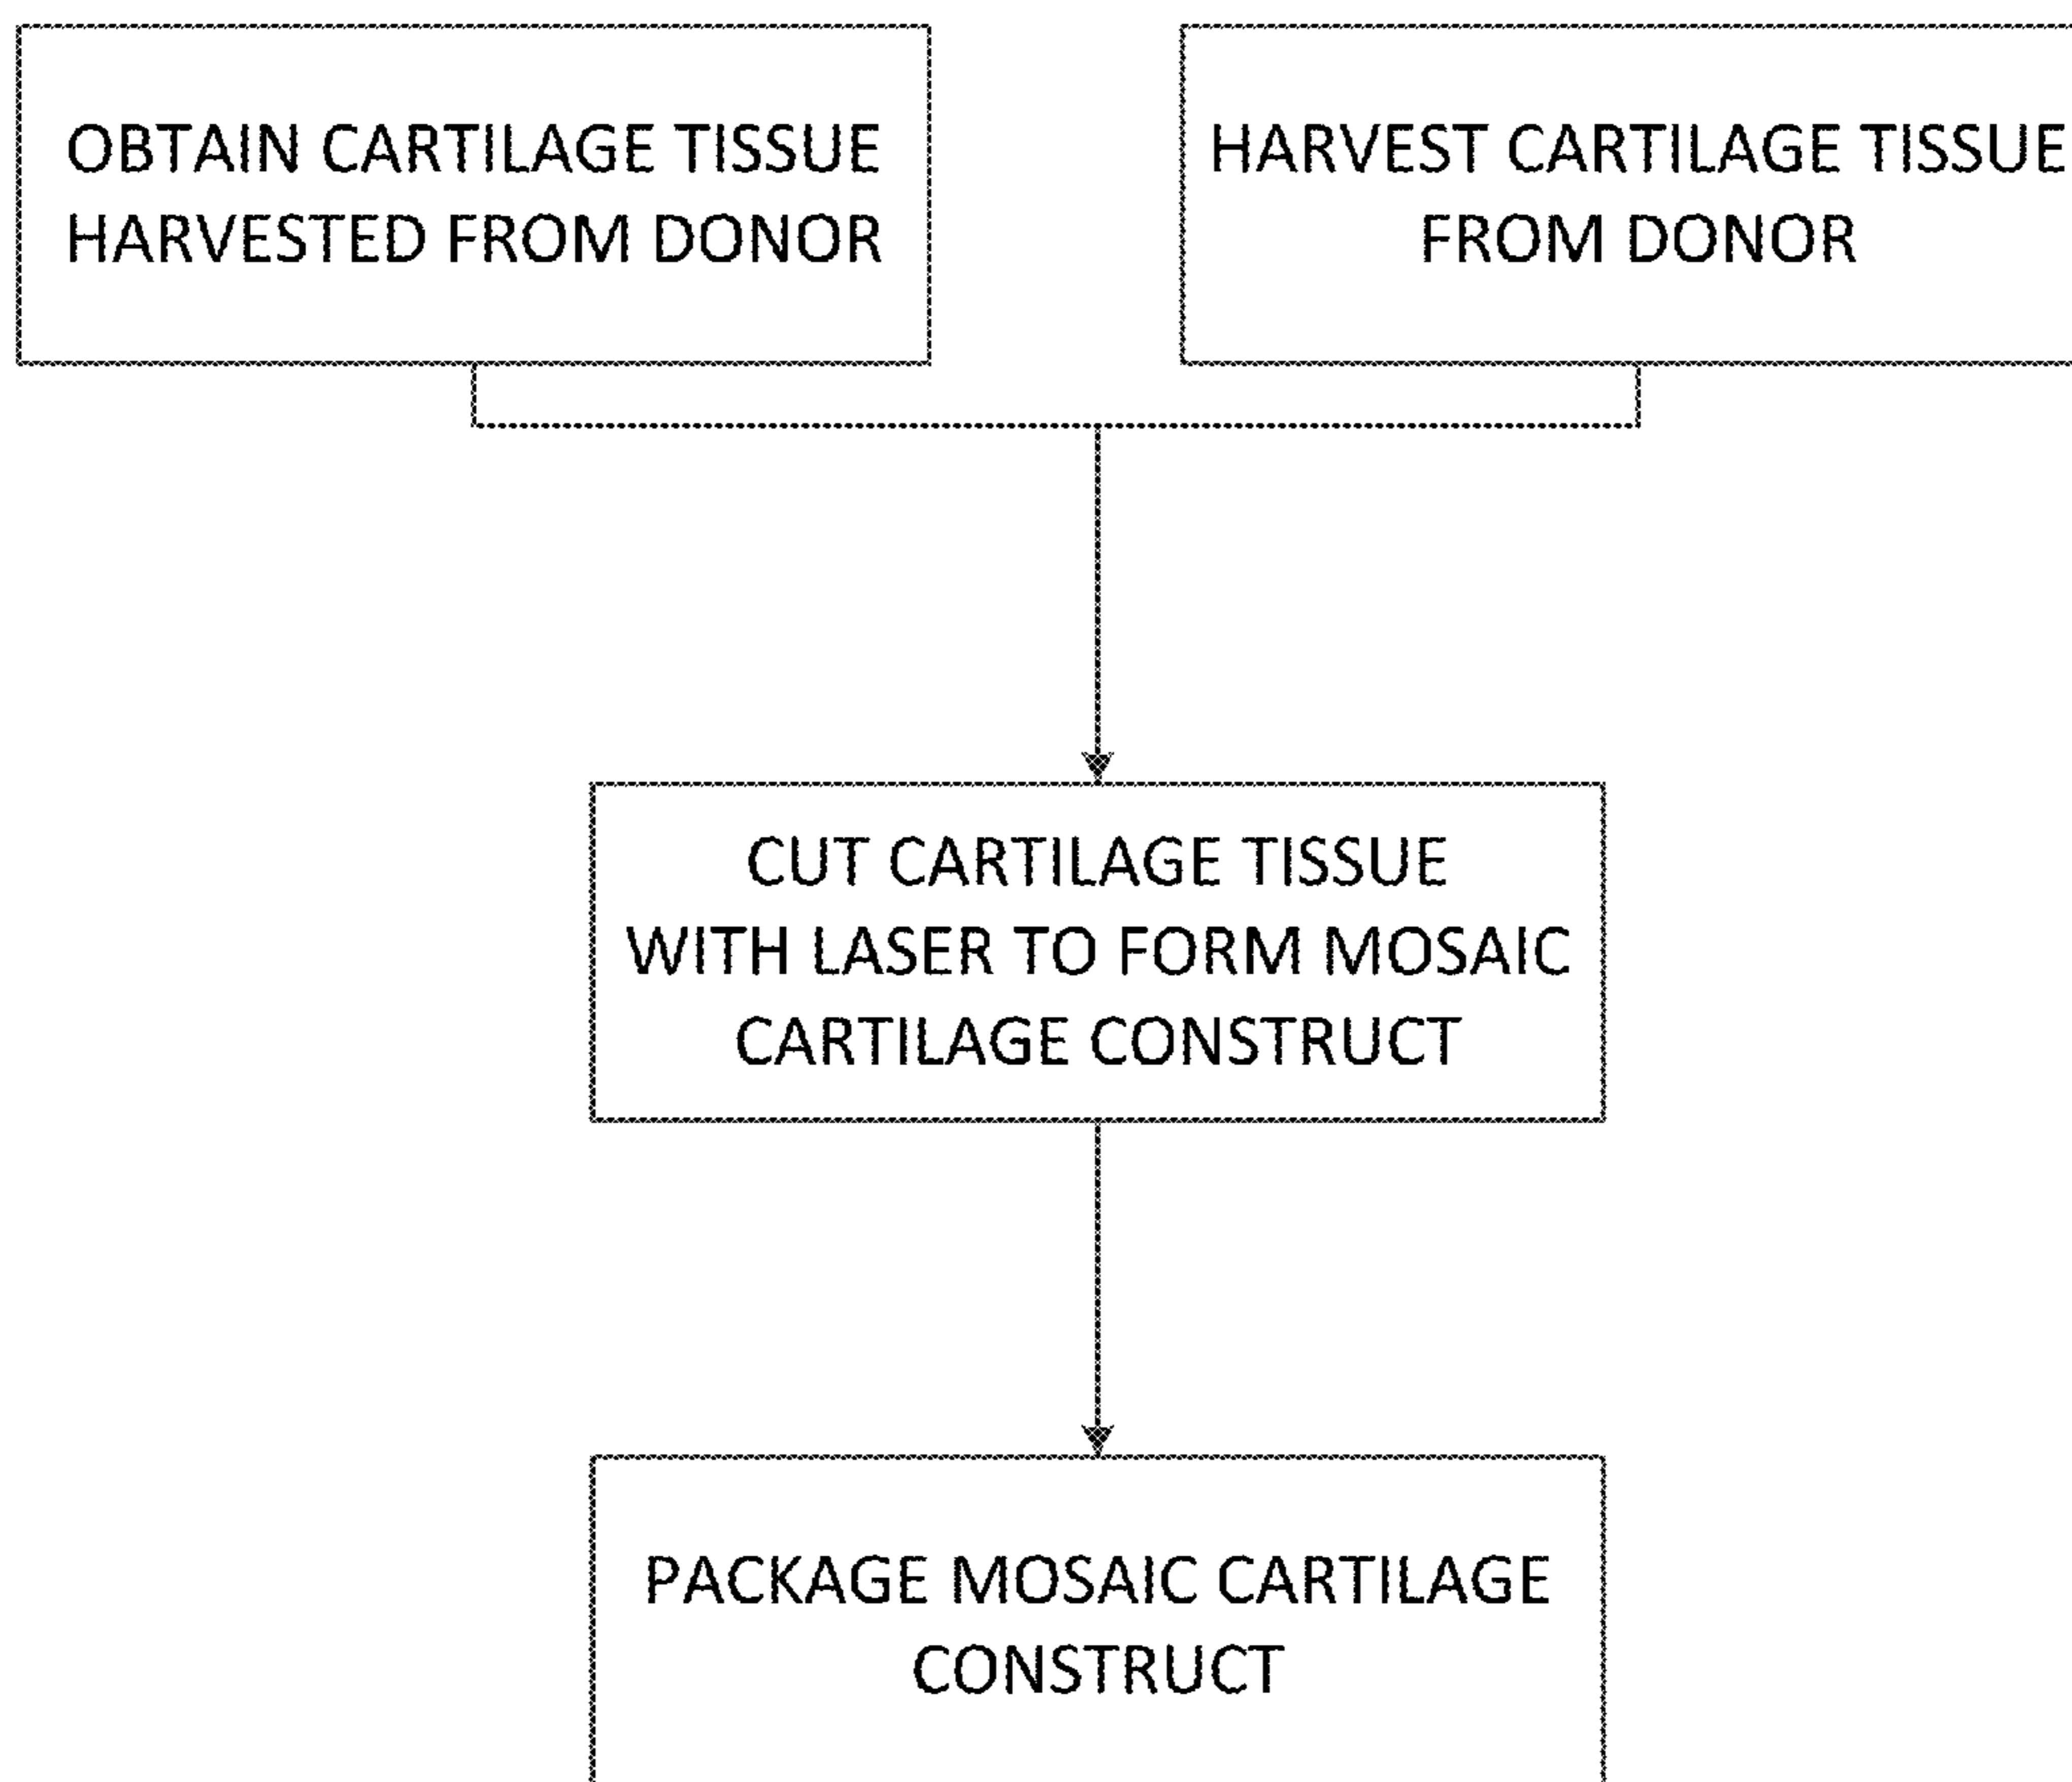 OBTAIN CARTILAGE TISSUE
HARVESTED FROM DONOR
HARVEST CARTILAGE TISSUE
FROM DONOR
CUT CARTILAGE TISSUE
WITH LASER TO FORM MOSAIC
CARTILAGE CONSTRUCT
PACKAGE MOSAIC CARTILAGE
CONSTRUCT